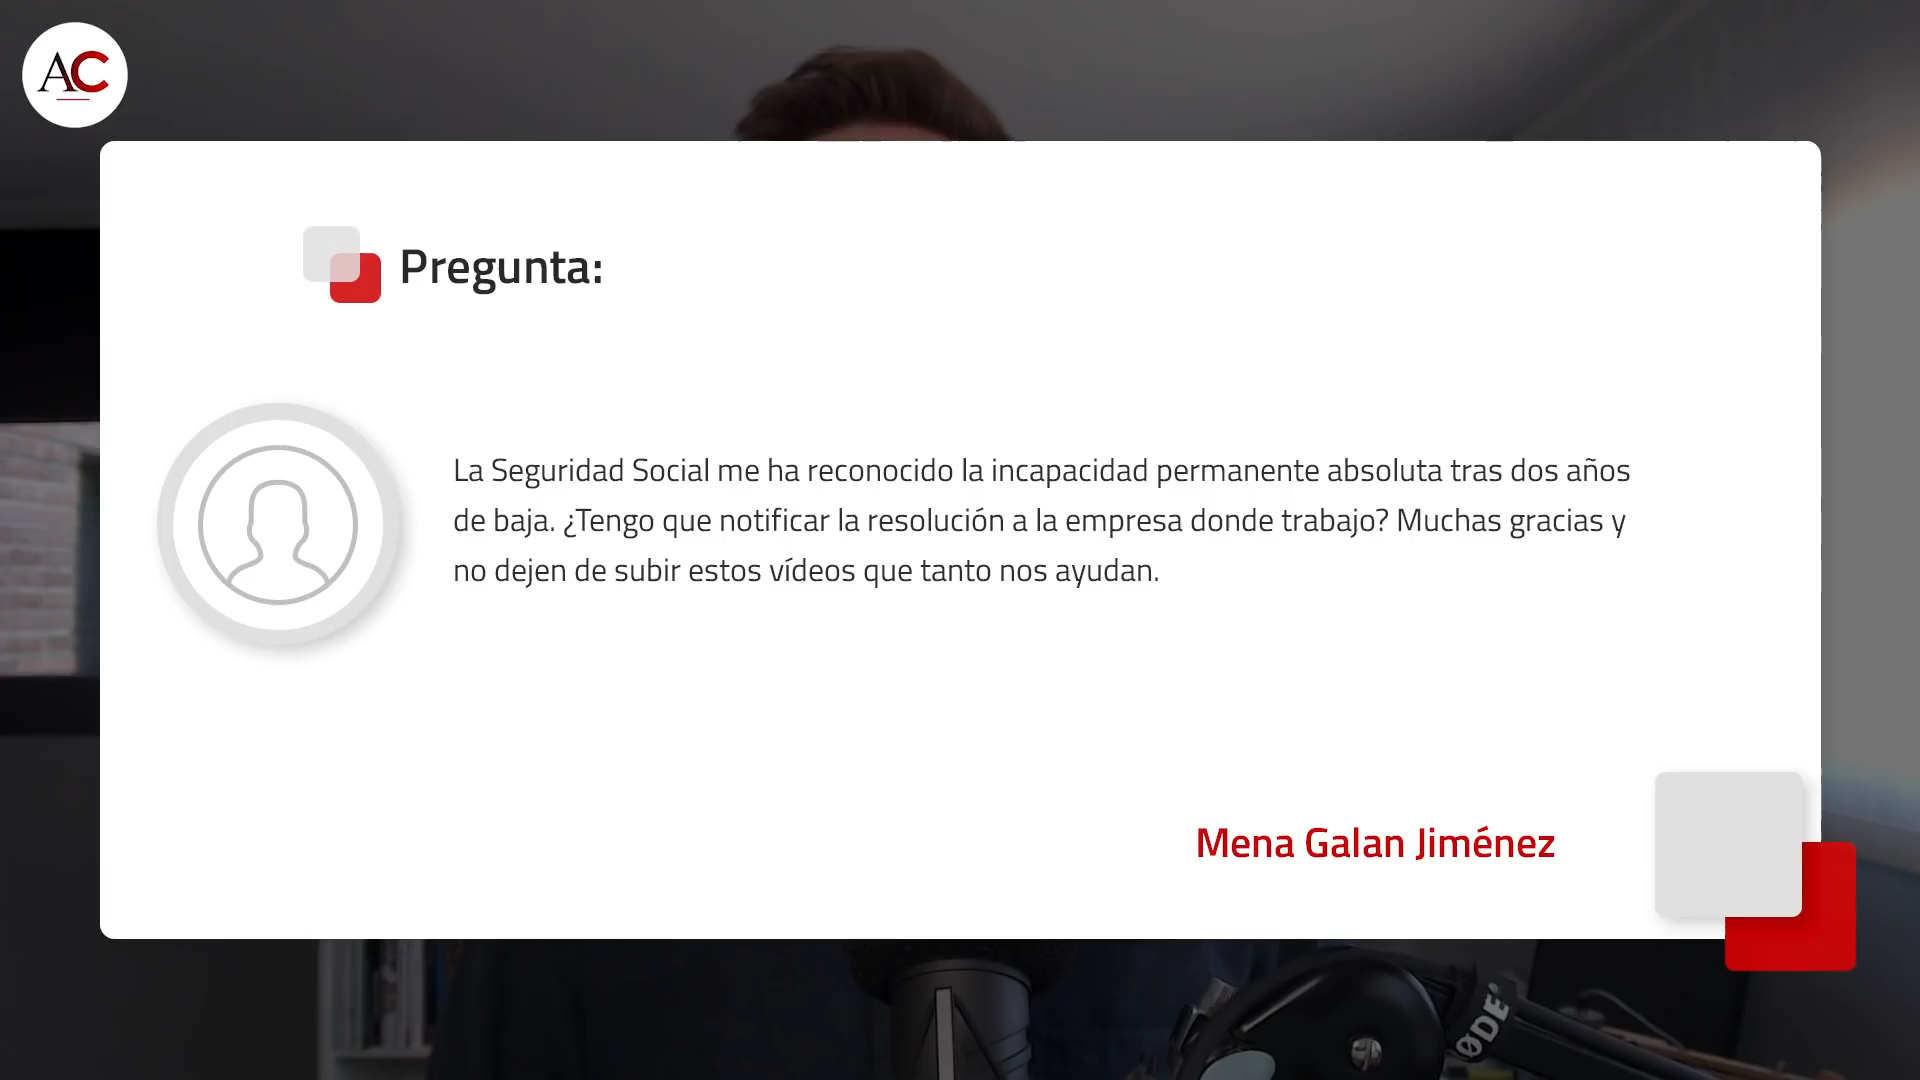 AC
Pregunta:
La Seguridad Social me ha reconocido la incapacidad permanente absoluta tras dos años
de baja. ¿Tengo que notificar la resolución a la empresa donde trabajo? Muchas gracias y
no dejen de subir estos vídeos que tanto nos ayudan.
Mena Galan Jiménez
RØDE